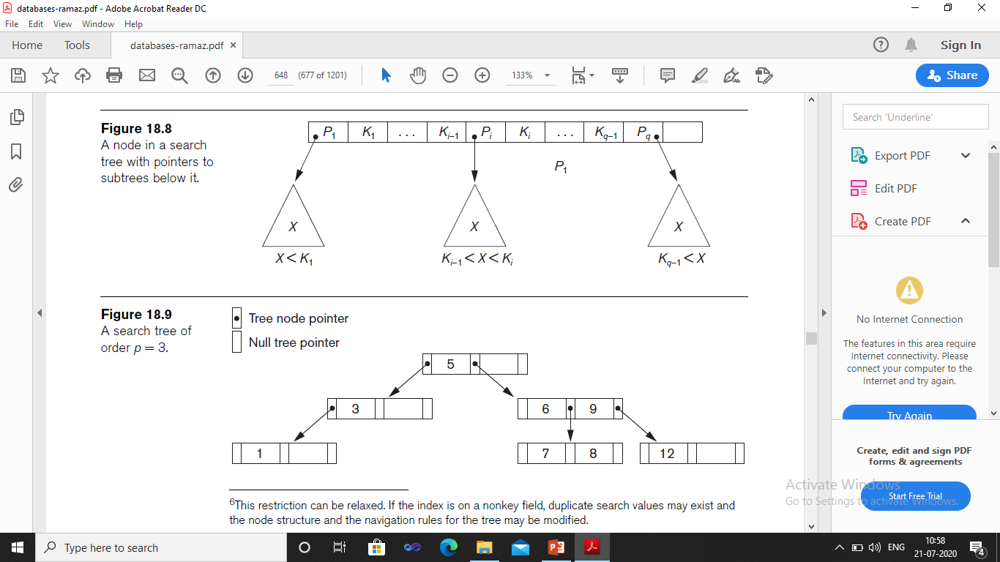 databases-ramaz.pdf - Adobe Acrobat Reader DC
File Edit View Window Help
Home Tools databases-ramaz.pdf × ? Sign In
648 (677 of 1201) 133% Share
Figure 18.8
A node in a search
tree with pointers to
subtrees below it.
P1 K1 . . . Ki–1 Pi Ki . . . Kq–1 Pq
P1
X X X
X < K1 Ki–1 < X < Ki Kq–1 < X
Figure 18.9
A search tree of
order p = 3.
Tree node pointer
Null tree pointer
5
3 6 9
1 7 8 12
6This restriction can be relaxed. If the index is on a nonkey field, duplicate search values may exist and
the node structure and the navigation rules for the tree may be modified.
Search 'Underline'
Export PDF
Edit PDF
Create PDF
No Internet Connection
The features in this area require
Internet connectivity. Please
connect your computer to the
Internet and try again.
Try Again
Create, edit and sign PDF
forms & agreements
Start Free Trial
Activate Windows
Go to Settings to activate Windows.
Type here to search
ENG
10:58
21-07-2020
4